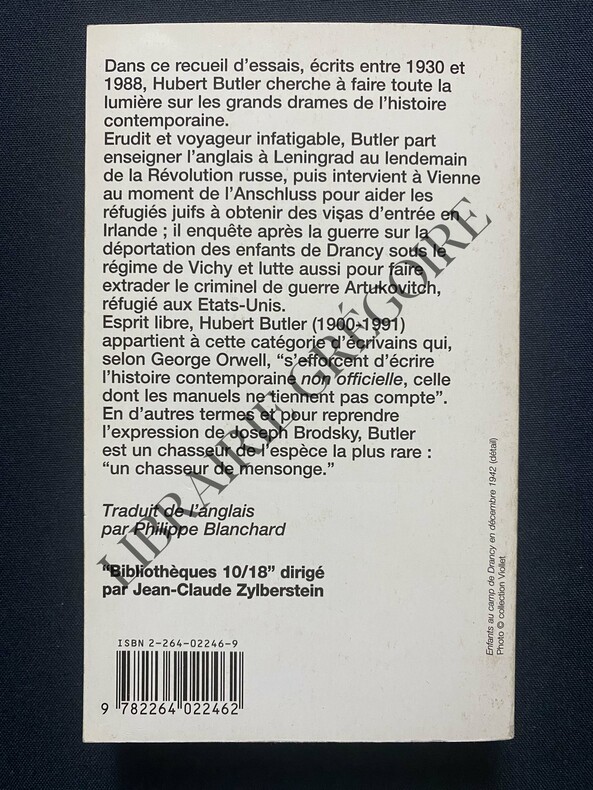 Dans ce recueil d'essais, écrits entre 1930 et
1988, Hubert Butler cherche à faire toute la
lumière sur les grands drames de l'histoire
contemporaine.
Erudit et voyageur infatigable, Butler part
enseigner l'anglais à Leningrad au lendemain
de la Révolution russe, puis intervient à Vienne
au moment de l'Anschluss pour aider les
réfugiés juifs à obtenir des visas d'entrée en
Irlande ; il enquête après la guerre sur la
déportation des enfants de Drancy sous le
régime de Vichy et lutte aussi pour faire
extrader le criminel de guerre Artukovitch,
réfugié aux Etats-Unis.
Esprit libre, Hubert Butler (1900-1991)
appartient à cette catégorie d'écrivains qui,
selon George Orwell, “s'efforcent d'écrire
l'histoire contemporaine non officielle, celle
dont les manuels ne tiennent pas compte”.
En d'autres termes et pour reprendre
l'expression de Joseph Brodsky, Butler
est un chasseur de l'espèce la plus rare :
“un chasseur de mensonge.”
Traduit de l'anglais
par Philippe Blanchard
“Bibliothèques 10/18” dirigé
par Jean-Claude Zylberstein
ISBN 2-264-02246-9
9 782264 022462
Enfants au camp de Drancy en décembre 1942 (détail)
Photo © collection Viollet.
LIBRAIRIE GRÉGOIRE